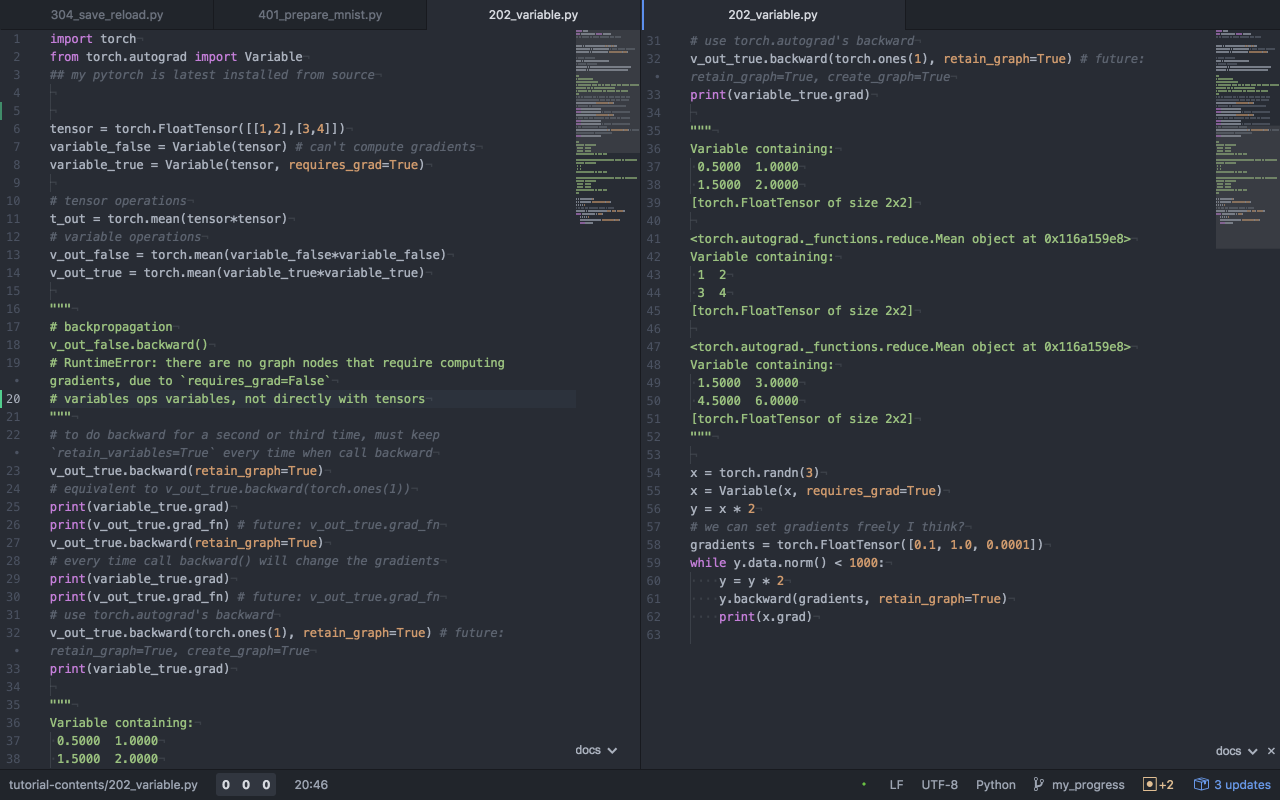 304_save_reload.py
401_prepare_mnist.py
202_variable.py
202_variable.py
1 import torch
2 from torch.autograd import Variable
3 ## my pytorch is latest installed from source
4
5
6 tensor = torch.FloatTensor([[1,2],[3,4]])
7 variable_false = Variable(tensor) # can't compute gradients
8 variable_true = Variable(tensor, requires_grad=True)
9
10 # tensor operations
11 t_out = torch.mean(tensor*tensor)
12 # variable operations
13 v_out_false = torch.mean(variable_false*variable_false)
14 v_out_true = torch.mean(variable_true*variable_true)
15
16 """
17 # backpropagation
18 v_out_false.backward()
19 # RuntimeError: there are no graph nodes that require computing
• gradients, due to `requires_grad=False`
20 # variables ops variables, not directly with tensors
21 """
22 # to do backward for a second or third time, must keep
• `retain_variables=True` every time when call backward
23 v_out_true.backward(retain_graph=True)
24 # equivalent to v_out_true.backward(torch.ones(1))
25 print(variable_true.grad)
26 print(v_out_true.grad_fn) # future: v_out_true.grad_fn
27 v_out_true.backward(retain_graph=True)
28 # every time call backward() will change the gradients
29 print(variable_true.grad)
30 print(v_out_true.grad_fn) # future: v_out_true.grad_fn
31 # use torch.autograd's backward
32 v_out_true.backward(torch.ones(1), retain_graph=True) # future:
• retain_graph=True, create_graph=True
33 print(variable_true.grad)
34
35 """
36 Variable containing:
37 0.5000 1.0000
38 1.5000 2.0000
docs
31 # use torch.autograd's backward
32 v_out_true.backward(torch.ones(1), retain_graph=True) # future:
• retain_graph=True, create_graph=True
33 print(variable_true.grad)
34
35 """
36 Variable containing:
37 0.5000 1.0000
38 1.5000 2.0000
39 [torch.FloatTensor of size 2x2]
40
41 <torch.autograd._functions.reduce.Mean object at 0x116a159e8>
42 Variable containing:
43 1 2
44 3 4
45 [torch.FloatTensor of size 2x2]
46
47 <torch.autograd._functions.reduce.Mean object at 0x116a159e8>
48 Variable containing:
49 1.5000 3.0000
50 4.5000 6.0000
51 [torch.FloatTensor of size 2x2]
52 """
53
54 x = torch.randn(3)
55 x = Variable(x, requires_grad=True)
56 y = x * 2
57 # we can set gradients freely I think?
58 gradients = torch.FloatTensor([0.1, 1.0, 0.0001])
59 while y.data.norm() < 1000:
60 y = y * 2
61 y.backward(gradients, retain_graph=True)
62 print(x.grad)
63
docs ×
tutorial-contents/202_variable.py 0 0 0 20:46 LF UTF-8 Python my_progress +2 3 updates